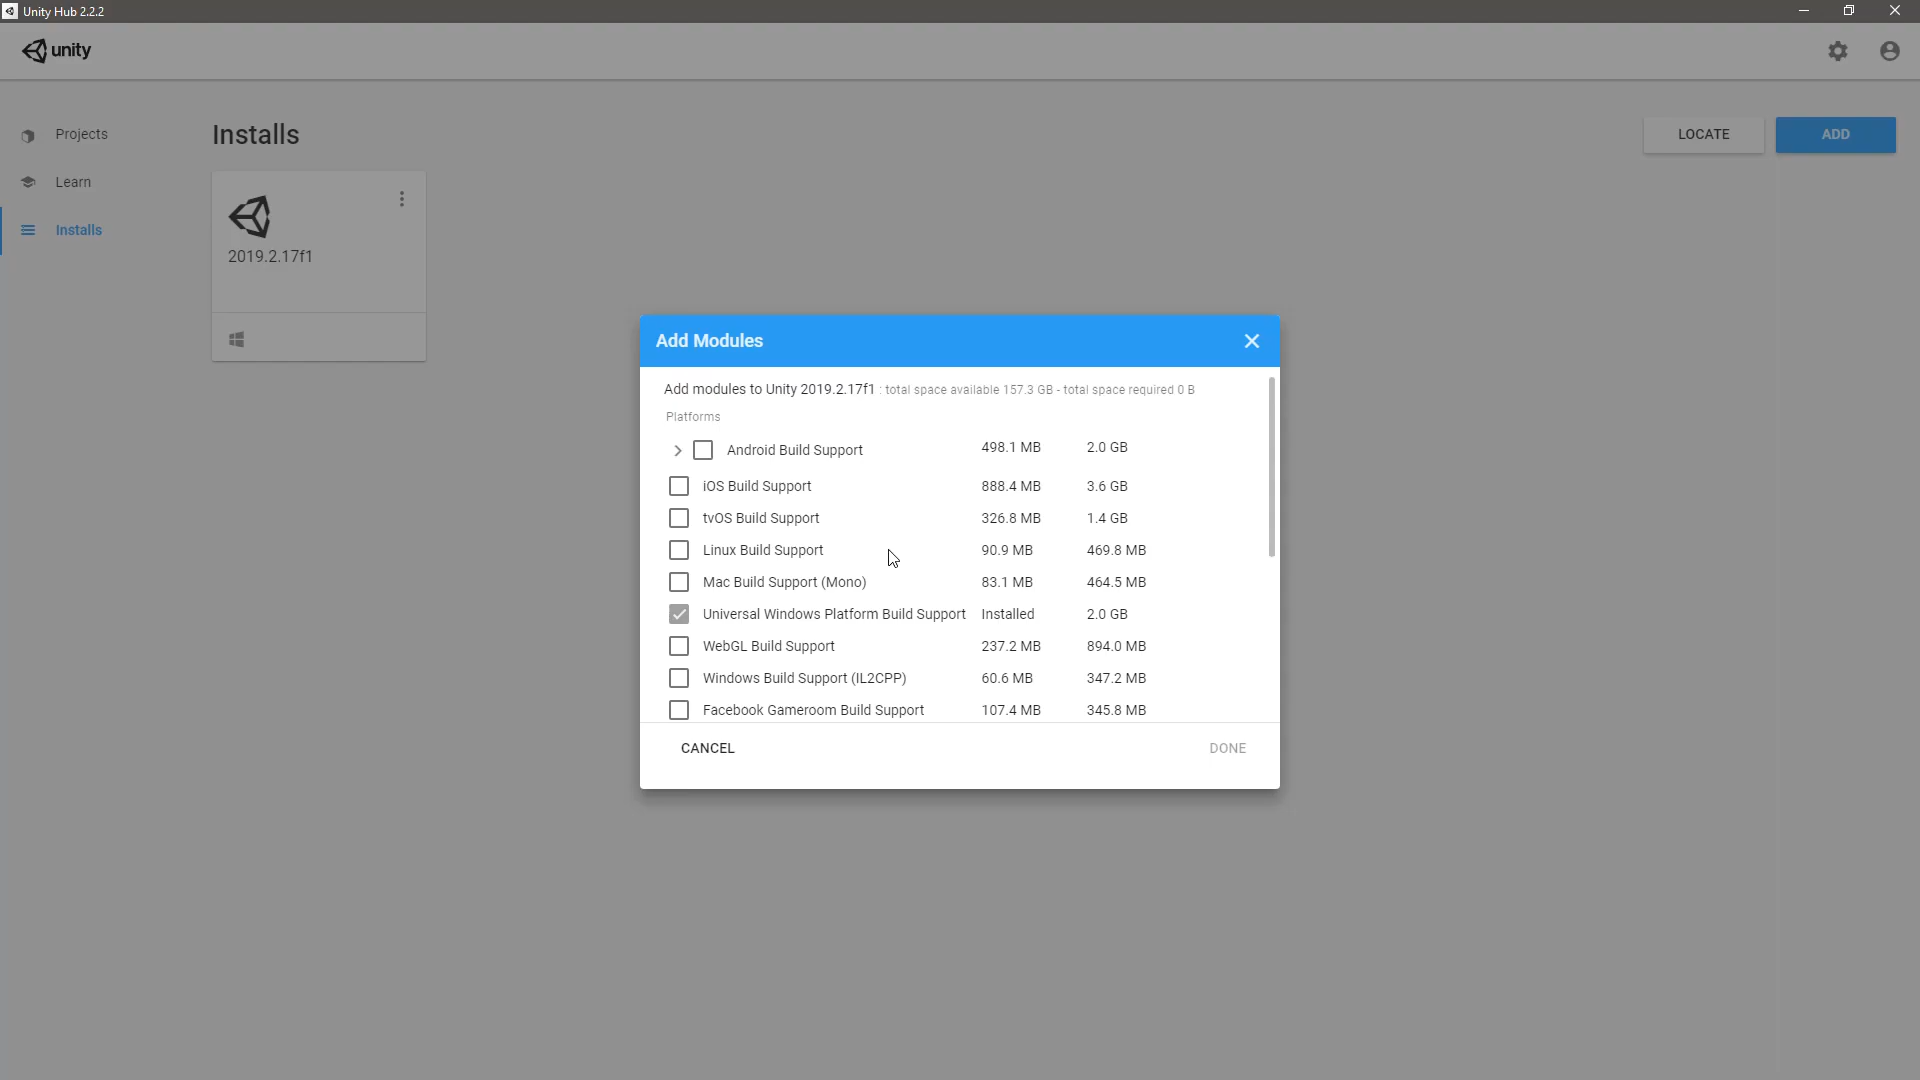 Unity Hub 2.2.2
unity
Projects
Learn
Installs
Installs
LOCATE
ADD
2019.2.17f1
Add Modules
Add modules to Unity 2019.2.17f1 : total space available 157.3 GB - total space required 0 B
Platforms
Android Build Support 498.1 MB 2.0 GB
iOS Build Support 888.4 MB 3.6 GB
tvOS Build Support 326.8 MB 1.4 GB
Linux Build Support 90.9 MB 469.8 MB
Mac Build Support (Mono) 83.1 MB 464.5 MB
Universal Windows Platform Build Support Installed 2.0 GB
WebGL Build Support 237.2 MB 894.0 MB
Windows Build Support (IL2CPP) 60.6 MB 347.2 MB
Facebook Gameroom Build Support 107.4 MB 345.8 MB
CANCEL
DONE